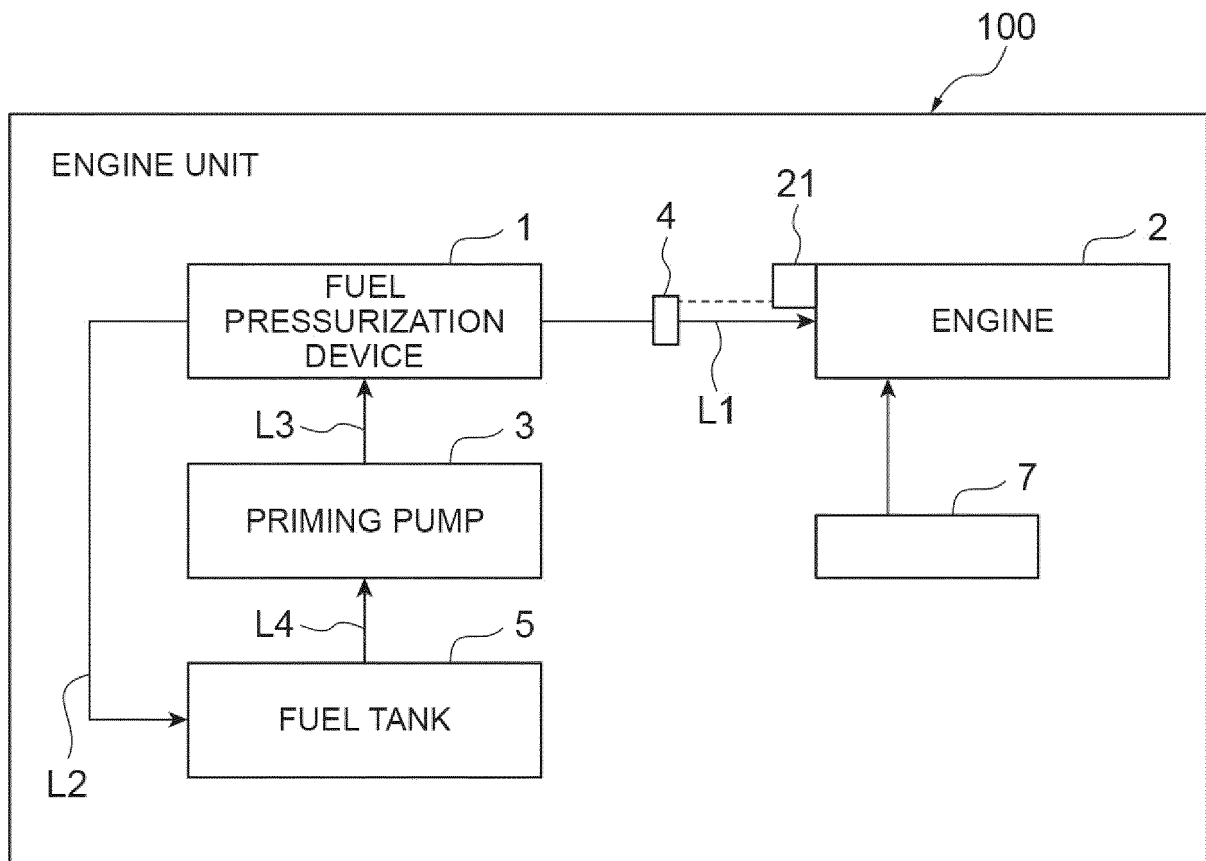 100
ENGINE UNIT
21
4
1
2
FUEL
PRESSURIZATION
DEVICE
ENGINE
L1
L3
3
7
PRIMING PUMP
L4
5
FUEL TANK
L2